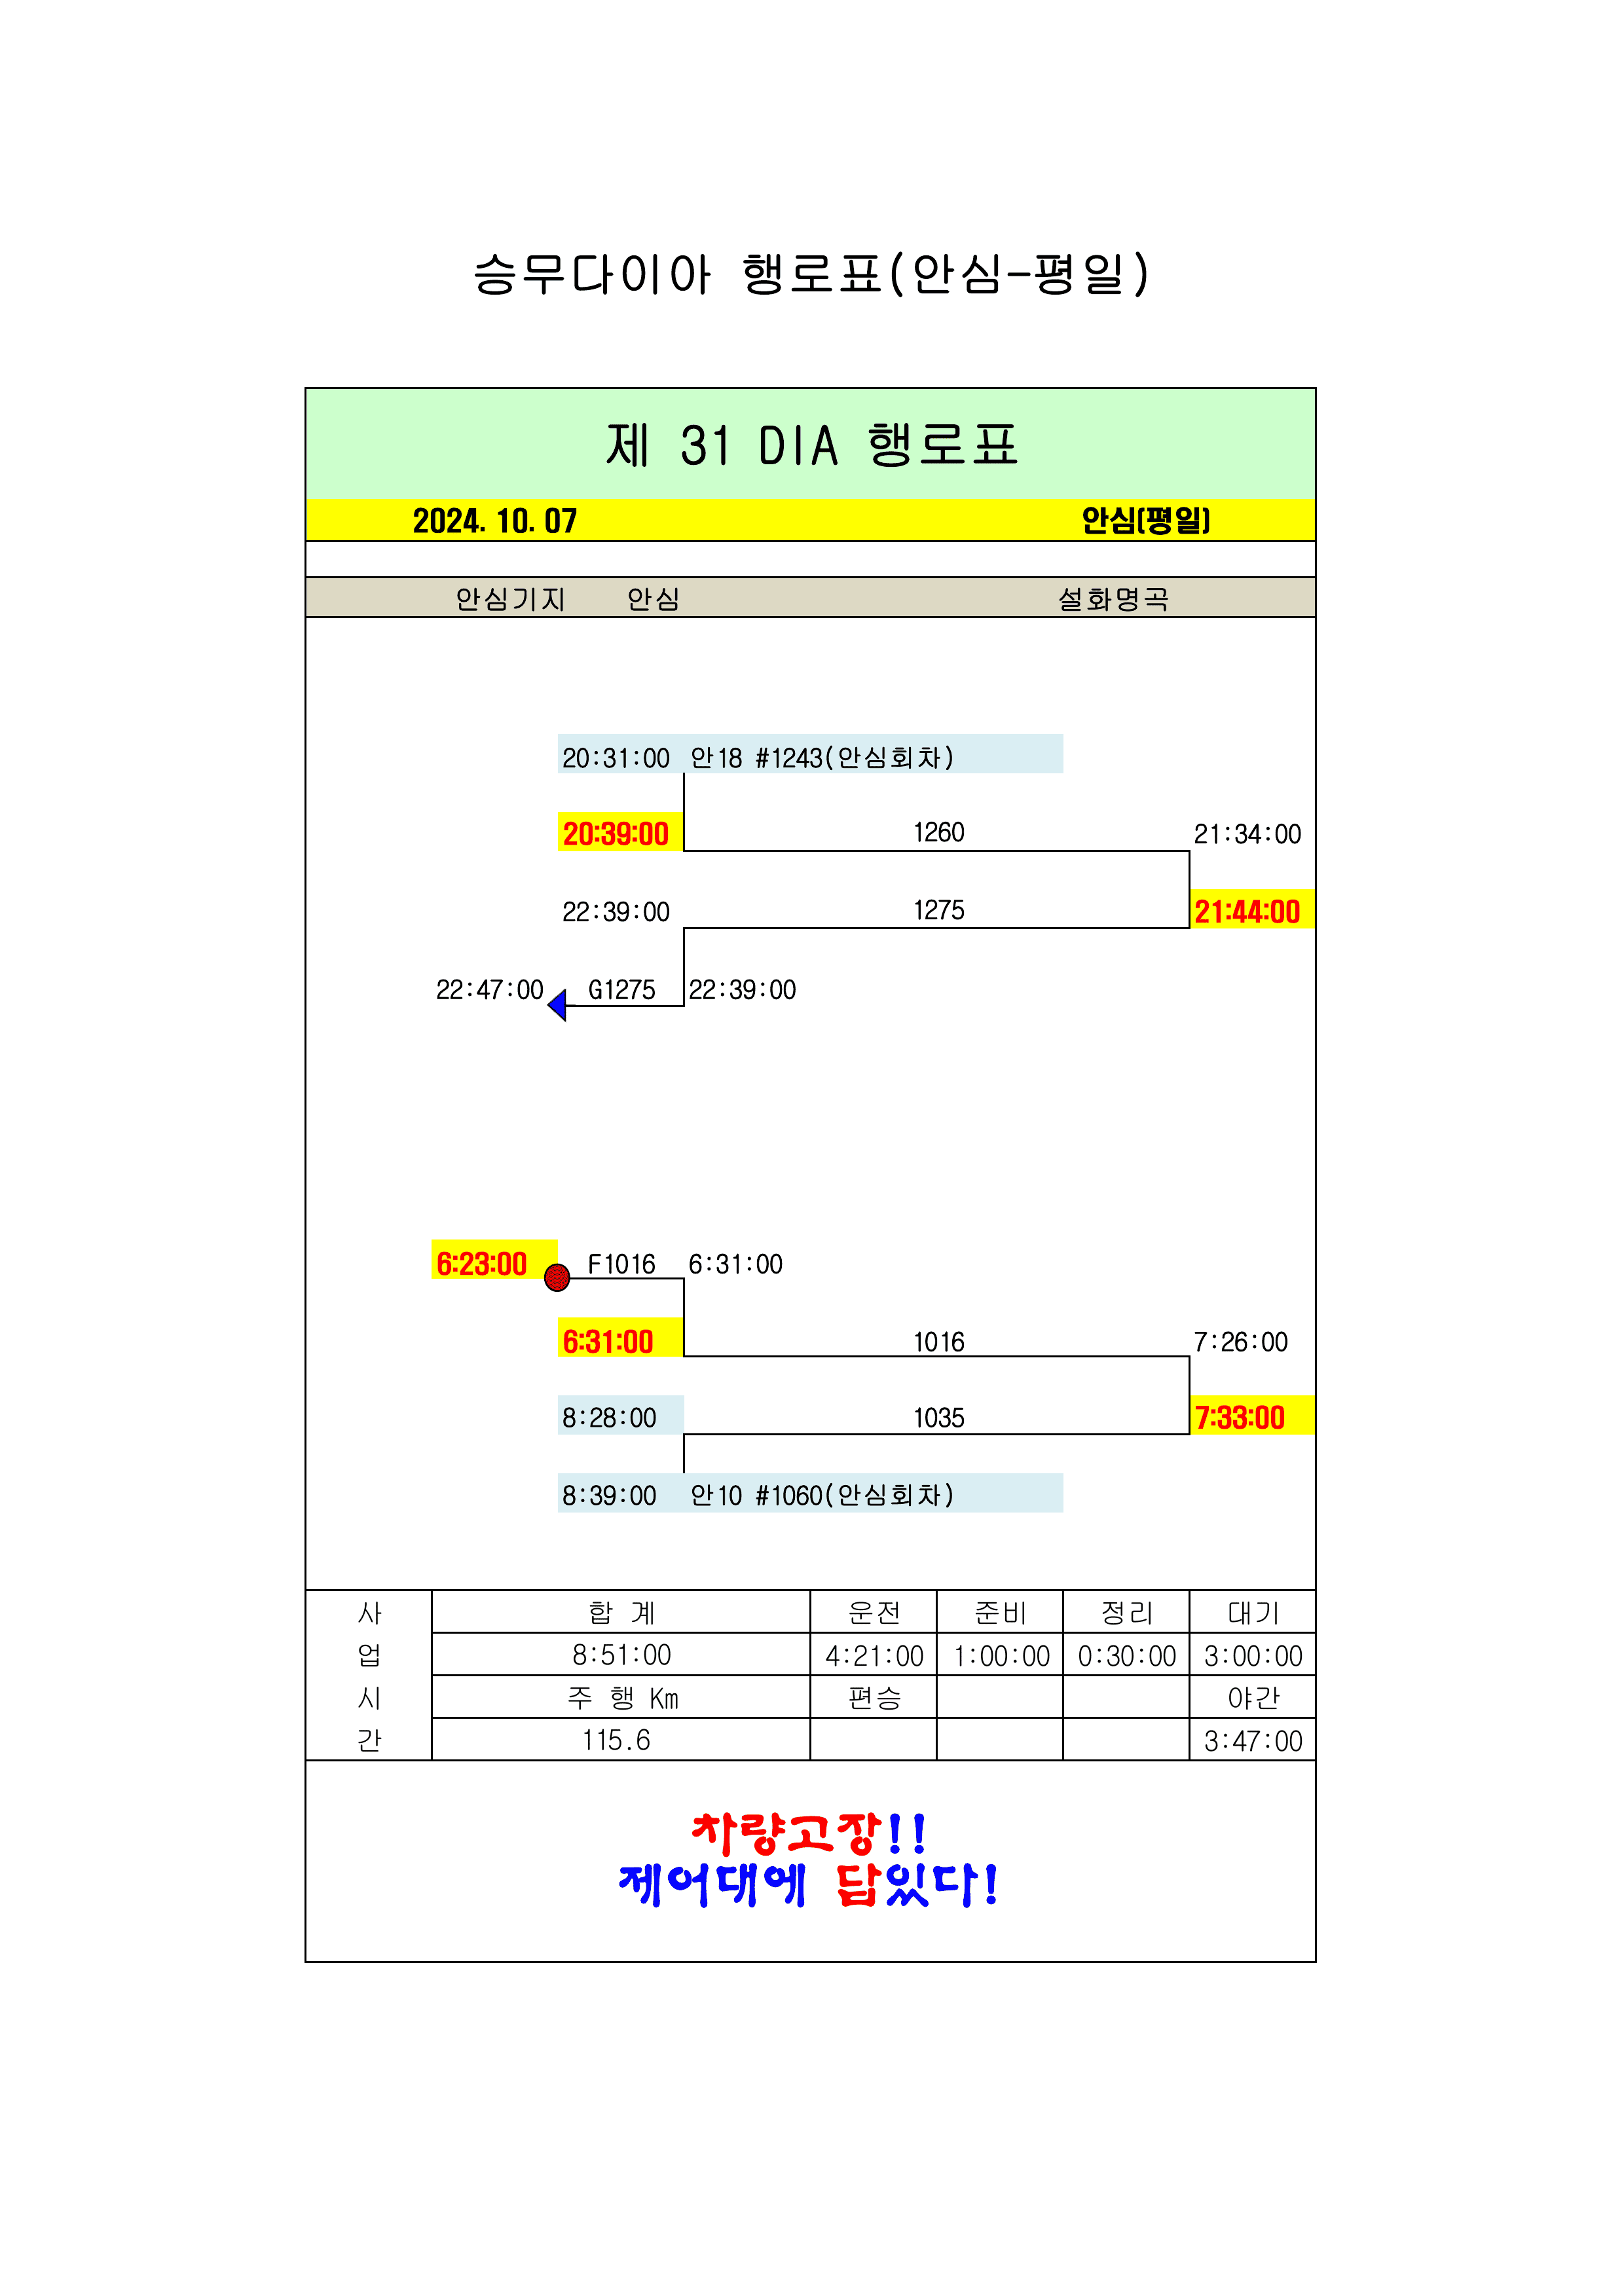 승무다이아 행로표(안심-평일)
제 31 DIA 행로표
2024. 10. 07 안심(평일)
안심기지 안심 설화명곡
20:31:00 안18 #1243(안심회차)
20:39:00 1260 21:34:00
22:39:00 1275 21:44:00
22:47:00 G1275 22:39:00
6:23:00 F1016 6:31:00
6:31:00 1016 7:26:00
8:28:00 1035 7:33:00
8:39:00 안10 #1060(안심회차)
사 합 계 운전 준비 정리 대기
업 8:51:00 4:21:00 1:00:00 0:30:00 3:00:00
시 주 행 Km 편승 야간
간 115.6 3:47:00
차량고장!!
제어대에 답있다!